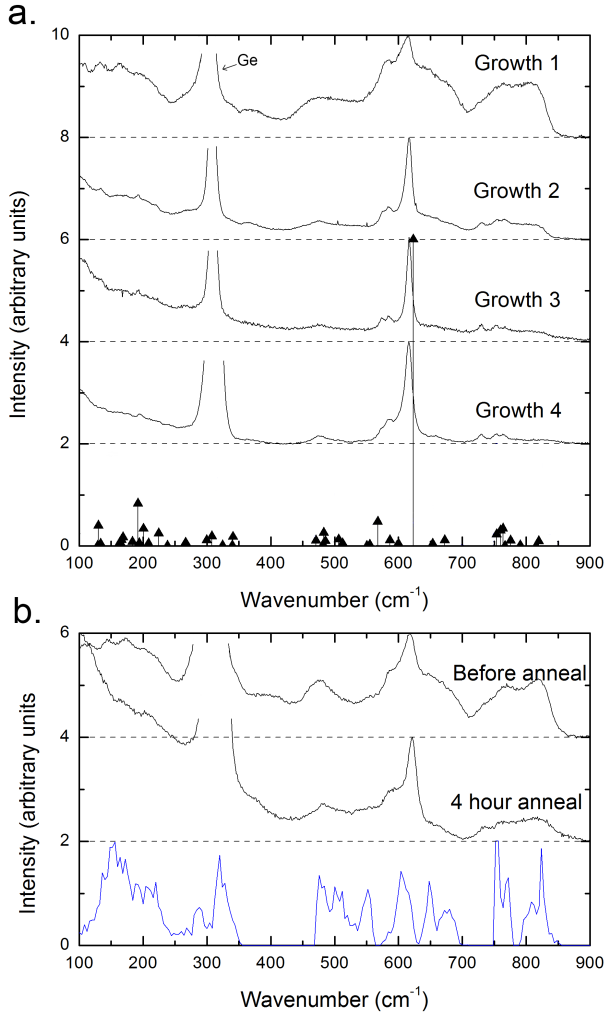 a.
10
8
6
4
2
0
Intensity (arbitrary units)
Ge
Growth 1
Growth 2
Growth 3
Growth 4
100 200 300 400 500 600 700 800 900
Wavenumber (cm-1)
b.
6
4
2
0
Intensity (arbitrary units
Before anneal
4 hour anneal
100 200 300 400 500 600 700 800 900
Wavenumber (cm-1)